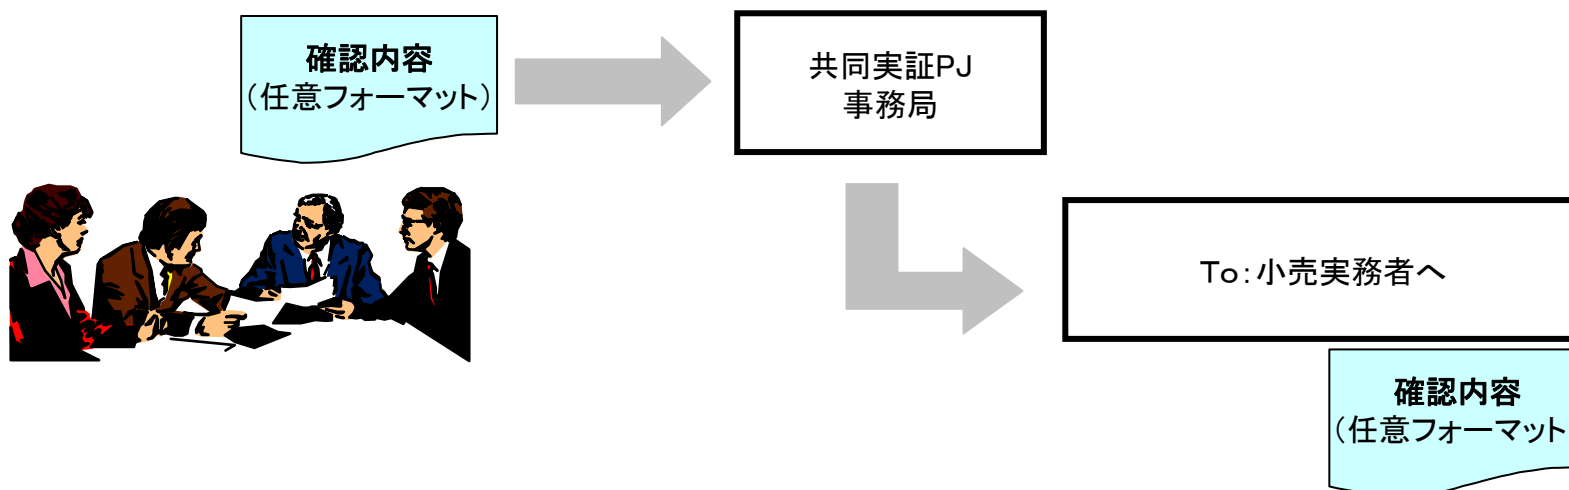 確認内容
（任意フォーマット）
共同実証PJ
事務局
To：小売実務者へ
確認内容
（任意フォーマット